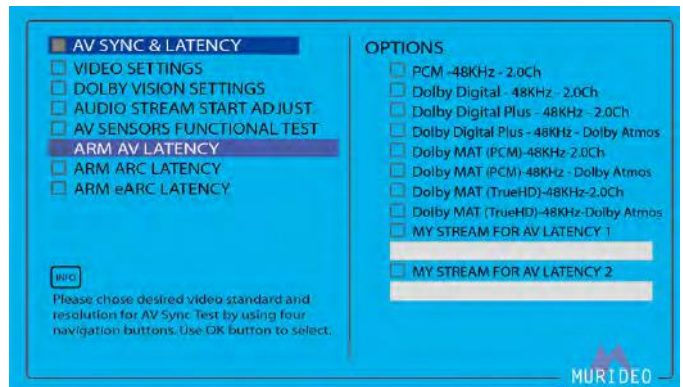 AV SYNC & LATENCY
VIDEO SETTINGS
DOLBY VISION SETTINGS
AUDIO STREAM START ADJUST
AV SENSORS FUNCTIONAL TEST
ARM AV LATENCY
ARM ARC LATENCY
ARM eARC LATENCY
INFO
Please chose desired video standard and
resolution for AV Sync Test by using four
navigation buttons. Use OK button to select.
OPTIONS
PCM -48KHz - 2.0Ch
Dolby Digital - 48KHz - 2.0Ch
Dolby Digital Plus - 48KHz - 2.0Ch
Dolby Digital Plus - 48KHz - Dolby Atmos
Dolby MAT (PCM)-48KHz-2.0Ch
Dolby MAT (PCM)-48KHz - Dolby Atmos
Dolby MAT (TrueHD)-48KHz-2.0Ch
Dolby MAT (TrueHD)-48KHz-Dolby Atmos
MY STREAM FOR AV LATENCY 1
MY STREAM FOR AV LATENCY 2
MURIDEO